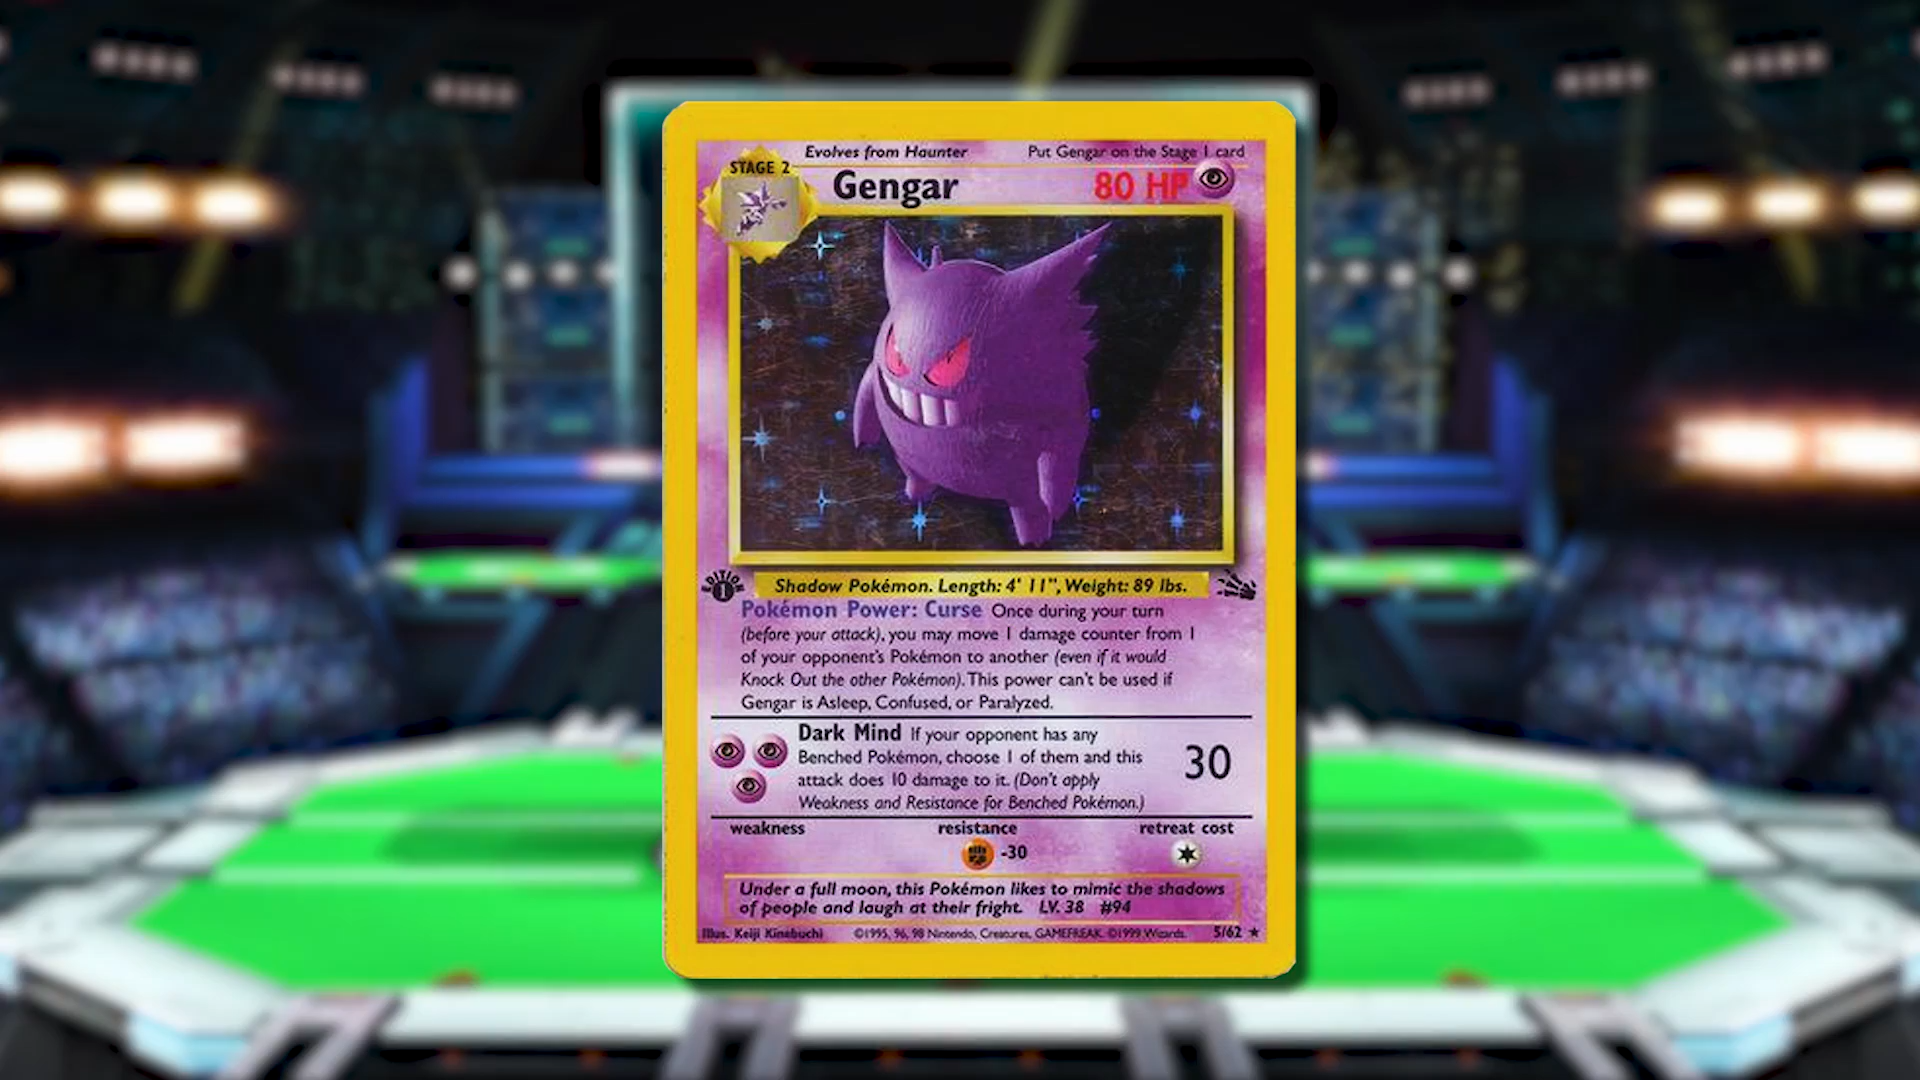 Evolves from Haunter
Put Gengar on the Stage 1 card
STAGE 2
Gengar
80 HP
EDITION
1
Shadow Pokémon. Length: 4' 11", Weight: 89 lbs.
Pokémon Power: Curse Once during your turn
(before your attack), you may move 1 damage counter from 1
of your opponent's Pokémon to another (even if it would
Knock Out the other Pokémon). This power can't be used if
Gengar is Asleep, Confused, or Paralyzed.
Dark Mind If your opponent has any
Benched Pokémon, choose 1 of them and this
attack does 10 damage to it. (Don't apply
Weakness and Resistance for Benched Pokémon.)
30
weakness
resistance
retreat cost
-30
Under a full moon, this Pokémon likes to mimic the shadows
of people and laugh at their fright. LV. 38 #94
Illus. Keiji Kinebuchi
©1995, 96, 98 Nintendo, Creatures, GAMEFREAK. ©1999 Wizards.
5/62 ★